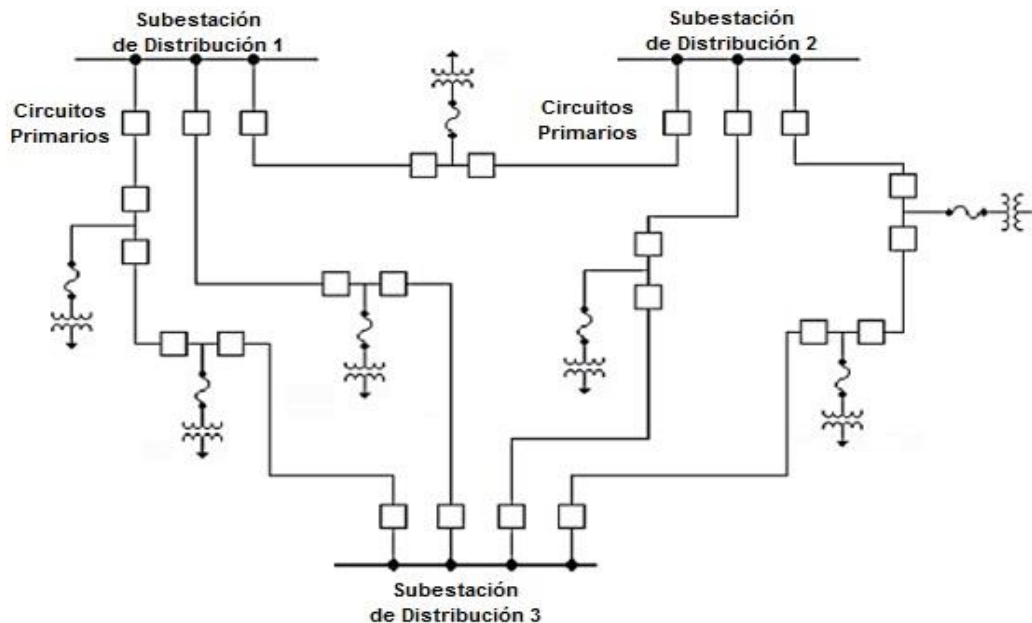 Subestación
de Distribución 1
Subestación
de Distribución 2
Circuitos
Primarios
Circuitos
Primarios
Subestación
de Distribución 3